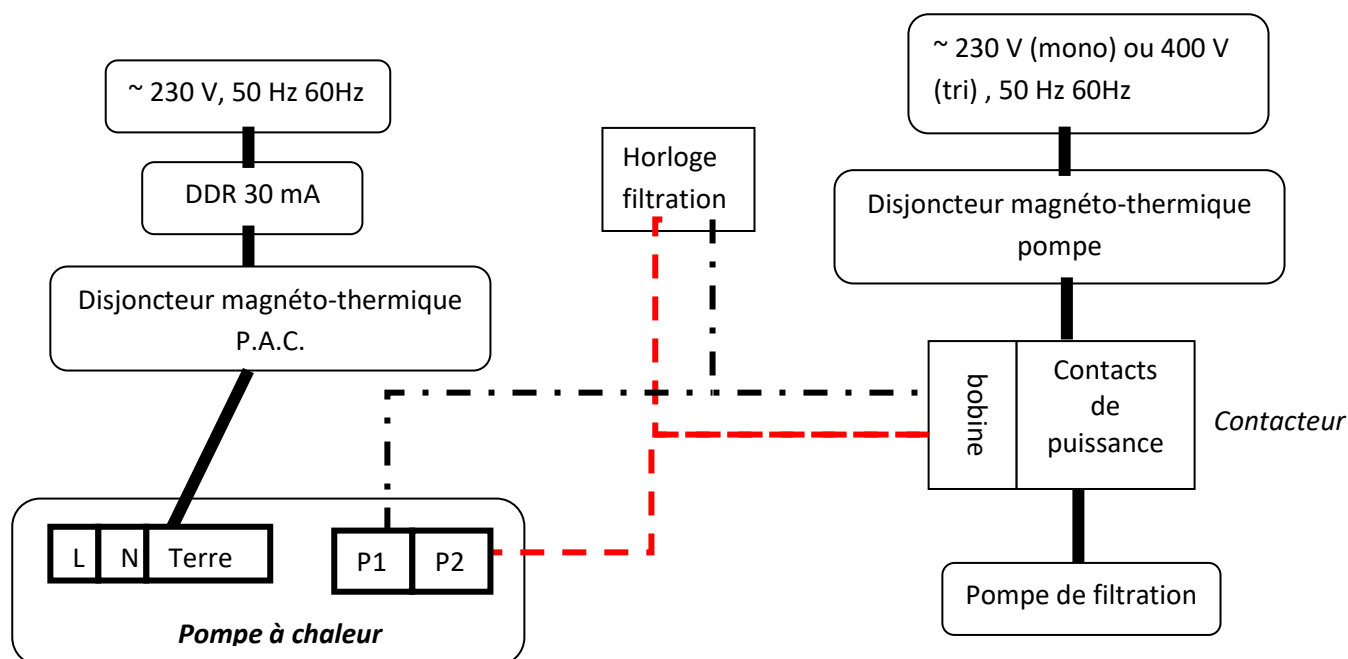 ~ 230 V, 50 Hz 60Hz
DDR 30 mA
Disjoncteur magnéto-thermique
P.A.C.
L
N
Terre
P1
P2
Pompe à chaleur
Horloge
filtration
~ 230 V (mono) ou 400 V
(tri) , 50 Hz 60Hz
Disjoncteur magnéto-thermique
pompe
bobine
Contacts
de
puissance
Contacteur
Pompe de filtration